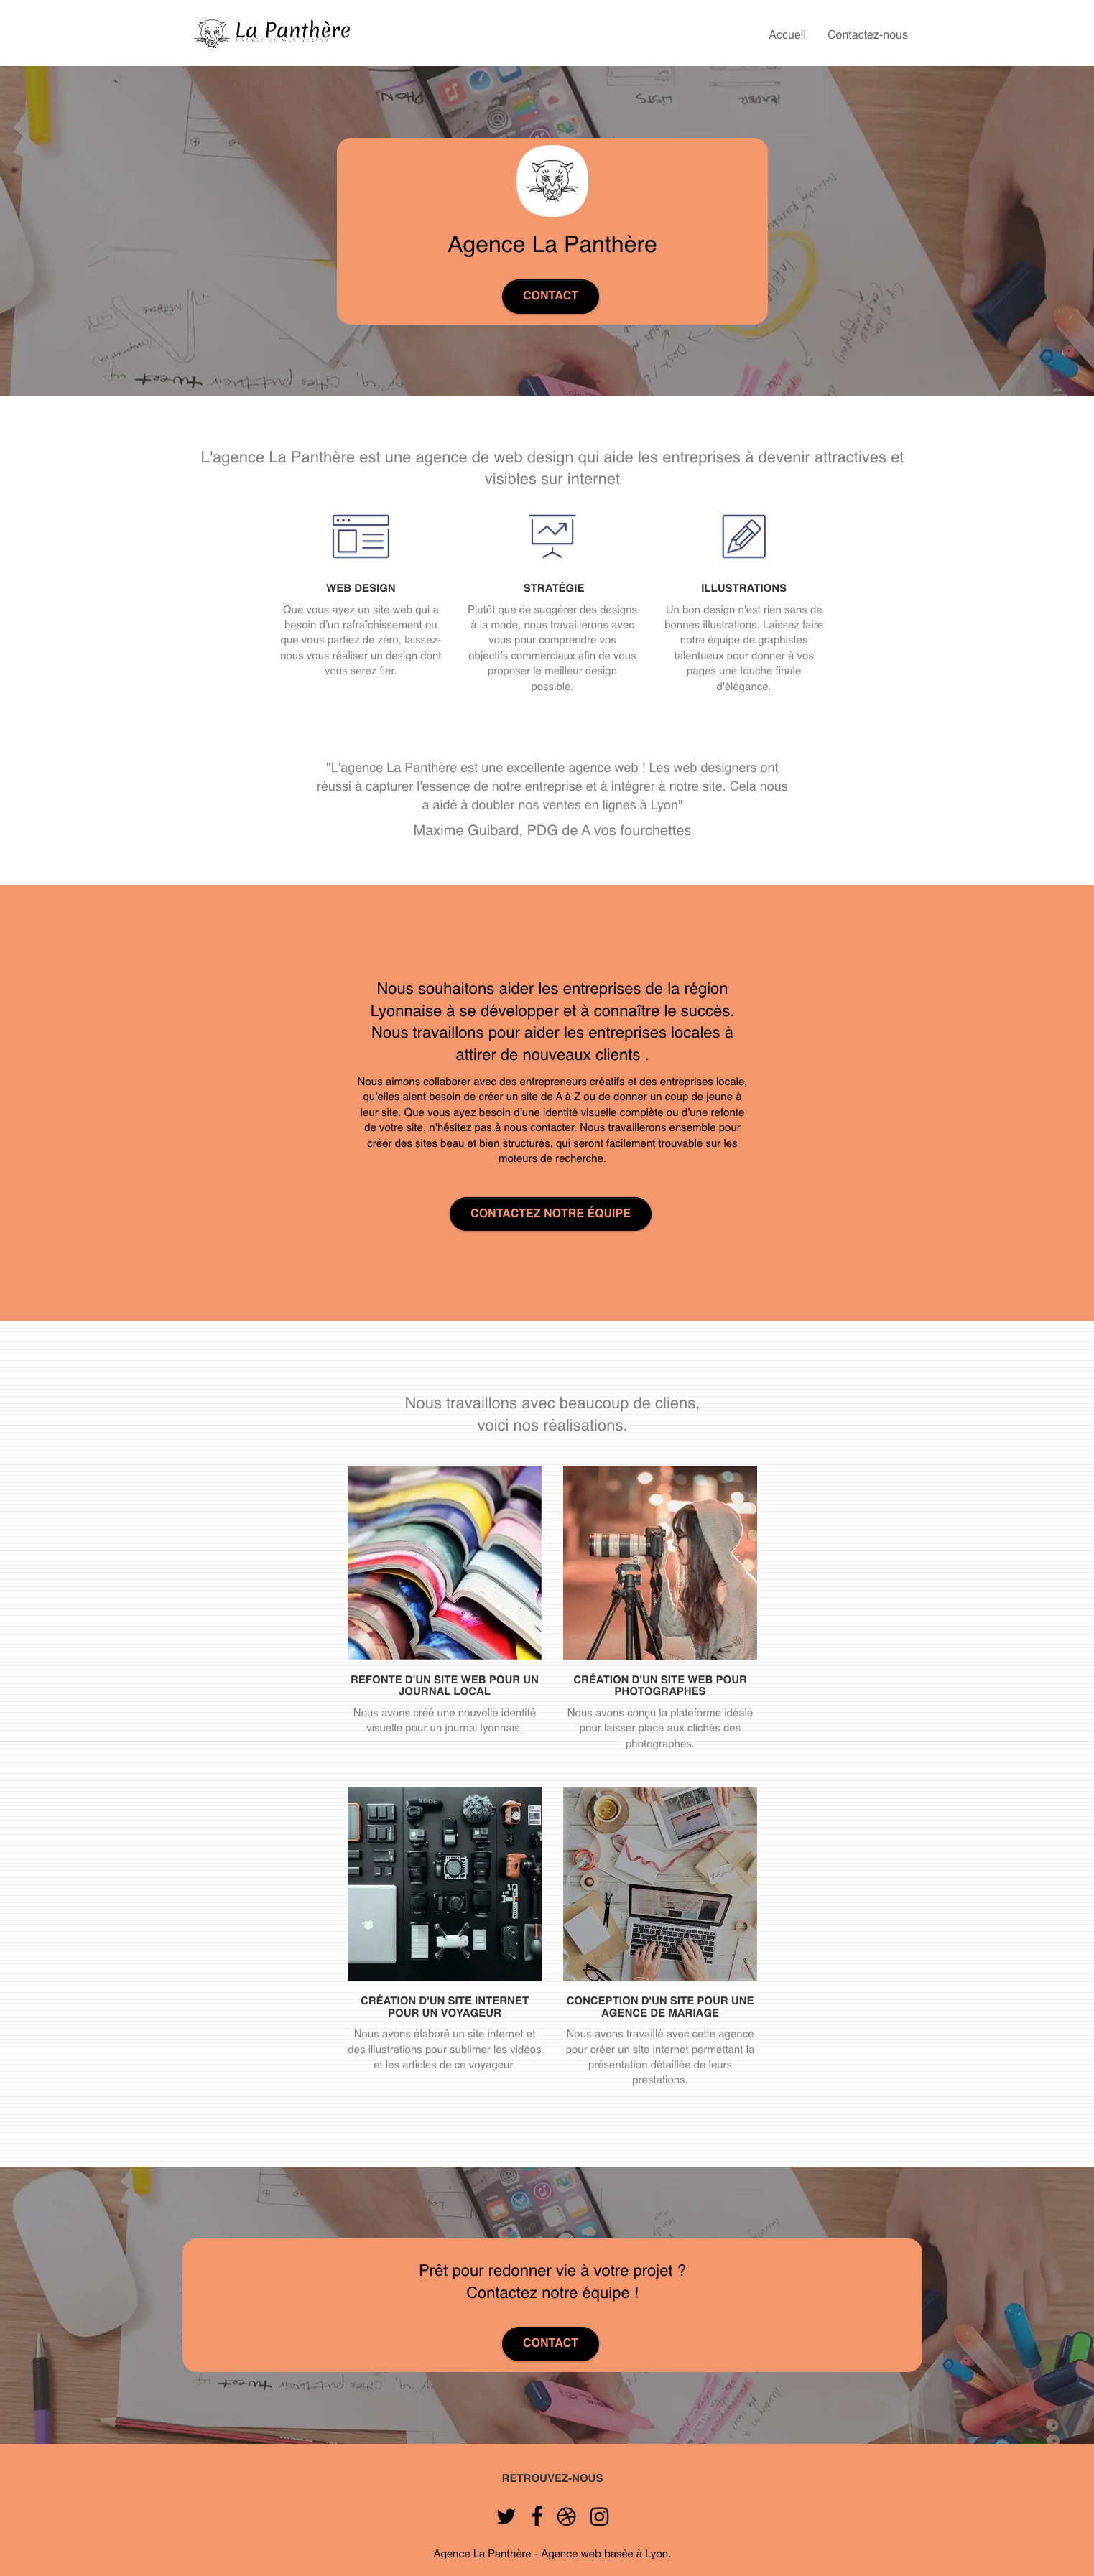 La Panthère
AGENCE DE WEB DESIGN
Accueil
Contactez-nous
Agence La Panthère
CONTACT
L'agence La Panthère est une agence de web design qui aide les entreprises à devenir attractives et
visibles sur internet
WEB DESIGN
Que vous ayez un site web qui a
besoin d’un rafraîchissement ou
que vous partiez de zéro, laissez-
nous vous réaliser un design dont
vous serez fier.
STRATÉGIE
Plutôt que de suggérer des designs
à la mode, nous travaillerons avec
vous pour comprendre vos
objectifs commerciaux afin de vous
proposer le meilleur design
possible.
ILLUSTRATIONS
Un bon design n'est rien sans de
bonnes illustrations. Laissez faire
notre équipe de graphistes
talentueux pour donner à vos
pages une touche finale
d'élégance.
"L'agence La Panthère est une excellente agence web ! Les web designers ont
réussi à capturer l'essence de notre entreprise et à intégrer à notre site. Cela nous
a aidé à doubler nos ventes en lignes à Lyon"
Maxime Guibard, PDG de A vos fourchettes
Nous souhaitons aider les entreprises de la région
Lyonnaise à se développer et à connaître le succès.
Nous travaillons pour aider les entreprises locales à
attirer de nouveaux clients .
Nous aimons collaborer avec des entrepreneurs créatifs et des entreprises locale,
qu’elles aient besoin de créer un site de A à Z ou de donner un coup de jeune à
leur site. Que vous ayez besoin d’une identité visuelle complète ou d’une refonte
de votre site, n’hésitez pas à nous contacter. Nous travaillerons ensemble pour
créer des sites beau et bien structurés, qui seront facilement trouvable sur les
moteurs de recherche.
CONTACTEZ NOTRE ÉQUIPE
Nous travaillons avec beaucoup de cliens,
voici nos réalisations.
REFONTE D'UN SITE WEB POUR UN
JOURNAL LOCAL
Nous avons créé une nouvelle identité
visuelle pour un journal lyonnais.
CRÉATION D'UN SITE WEB POUR
PHOTOGRAPHES
Nous avons conçu la plateforme idéale
pour laisser place aux clichés des
photographes.
CRÉATION D'UN SITE INTERNET
POUR UN VOYAGEUR
Nous avons élaboré un site internet et
des illustrations pour sublimer les vidéos
et les articles de ce voyageur.
CONCEPTION D'UN SITE POUR UNE
AGENCE DE MARIAGE
Nous avons travaillé avec cette agence
pour créer un site internet permettant la
présentation détaillée de leurs
prestations.
Prêt pour redonner vie à votre projet ?
Contactez notre équipe !
CONTACT
RETROUVEZ-NOUS
Agence La Panthère - Agence web basée à Lyon.